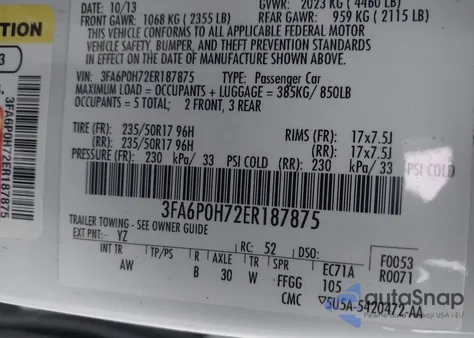 DATE: 10/13 GVWR: 2023 KG ( 4460 LB)
FRONT GAWR: 1068 KG ( 2355 LB) REAR GAWR: 959 KG ( 2115 LB)
THIS VEHICLE CONFORMS TO ALL APPLICABLE FEDERAL MOTOR
VEHICLE SAFETY, BUMPER, AND THEFT PREVENTION STANDARDS
IN EFFECT ON THE DATE OF MANUFACTURE SHOWN ABOVE.
VIN: 3FA6P0H72ER187875 TYPE: Passenger Car
MAXIMUM LOAD = OCCUPANTS + LUGGAGE = 385KG/ 850LB
OCCUPANTS = 5 TOTAL; 2 FRONT, 3 REAR
TIRE (FR): 235/50R17 96H RIMS (FR): 17x7.5J
(RR): 235/50R17 96H (RR): 17x7.5J
PRESSURE (FR): 230 kPa/ 33 PSI COLD (RR): 230 kPa/ 33 PSI COLD
3FA6P0H72ER187875
TRAILER TOWING - SEE OWNER GUIDE
EXT PNT: YZ RC: 52 DSO: F0053
INT TR TP/PS R AX TR SPR EC71A R0071
AW B 30 W FFGG 105
CMC 5U5A-5420472-AA
TION
3
3FA6P0H72ER187875
autoSnap